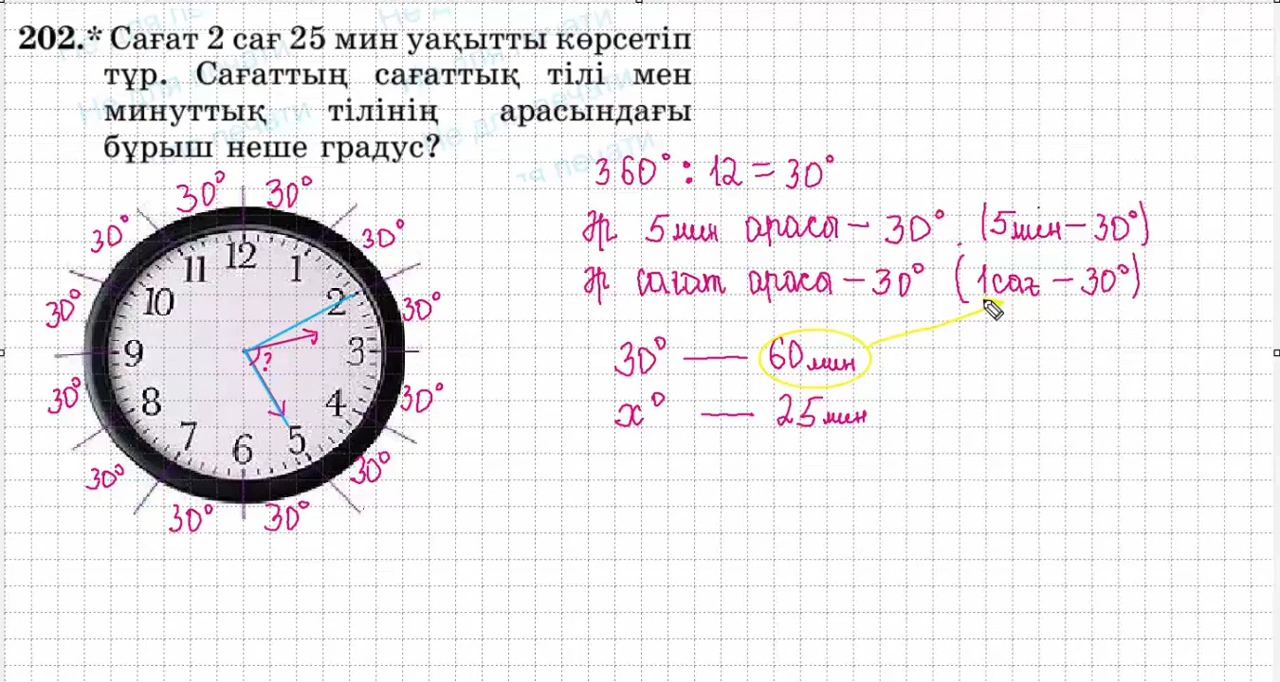 202.* Сағат 2 сағ 25 мин уақытты көрсетіп
тұр. Сағаттың сағаттық тілі мен
минуттық тілінің арасындағы
бұрыш неше градус?
360° : 12 = 30°
Әр 5 мин арасы – 30°. (5 мин – 30°)
Әр сағат арасы – 30° (1 сағ – 30°)
30° — 60 мин
x° — 25 мин
30° 30°
30° 30°
30° 30°
30° 30°
30° 30°
30° 30°
12
11 1
10 2
9 3
8 4
7 5
6
?
Не для печати